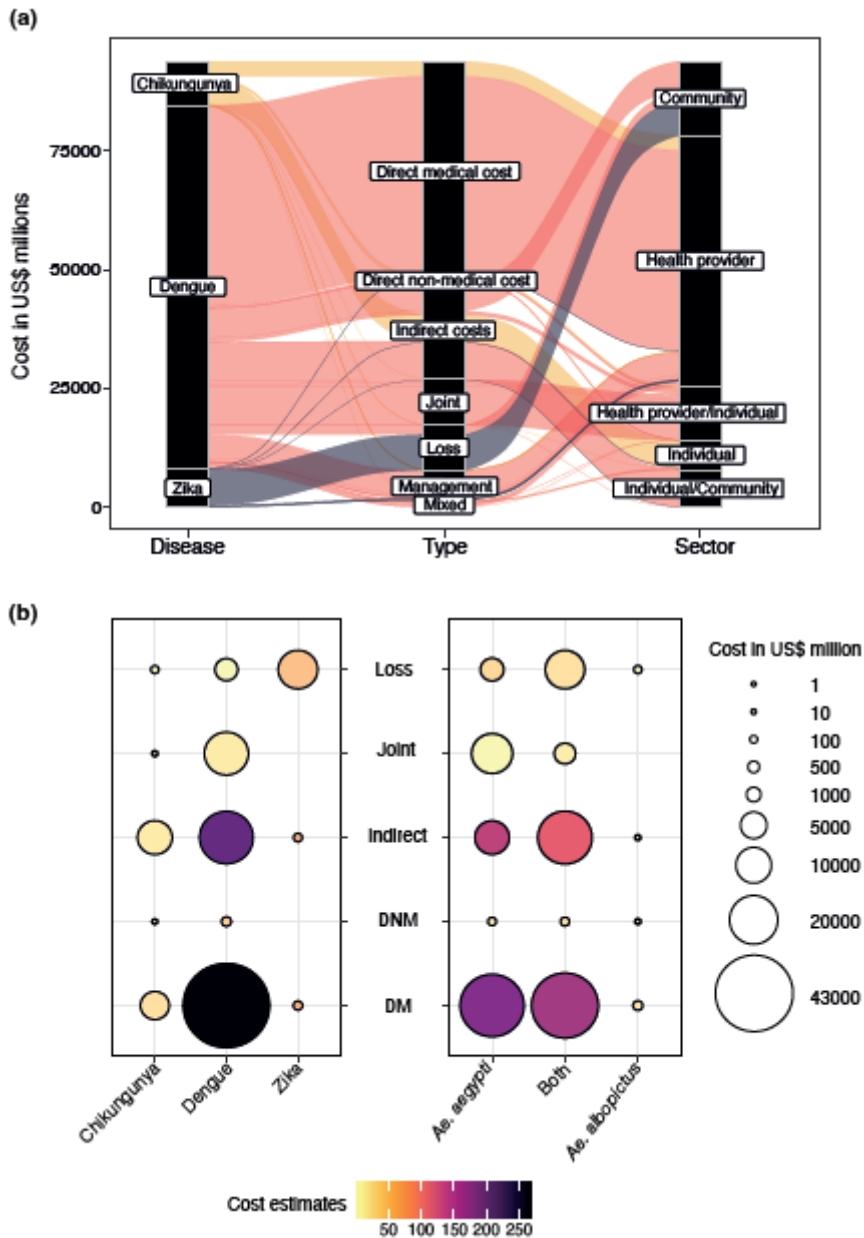 (a)
Cost in US$ millions
75000
50000
25000
0
Chikungunya
Dengue
Zika
Direct medical cost
Direct non-medical cost
Indirect costs
Joint
Loss
Management
Mixed
Community
Health provider
Health provider/Individual
Individual
Individual/Community
Disease
Type
Sector
(b)
Loss
Joint
Indirect
DNM
DM
Chikungunya
Dengue
Zika
Ae. aegypti
Both
Ae. albopictus
Cost in US$ million
1
10
100
500
1000
5000
10000
20000
43000
Cost estimates
50 100 150 200 250